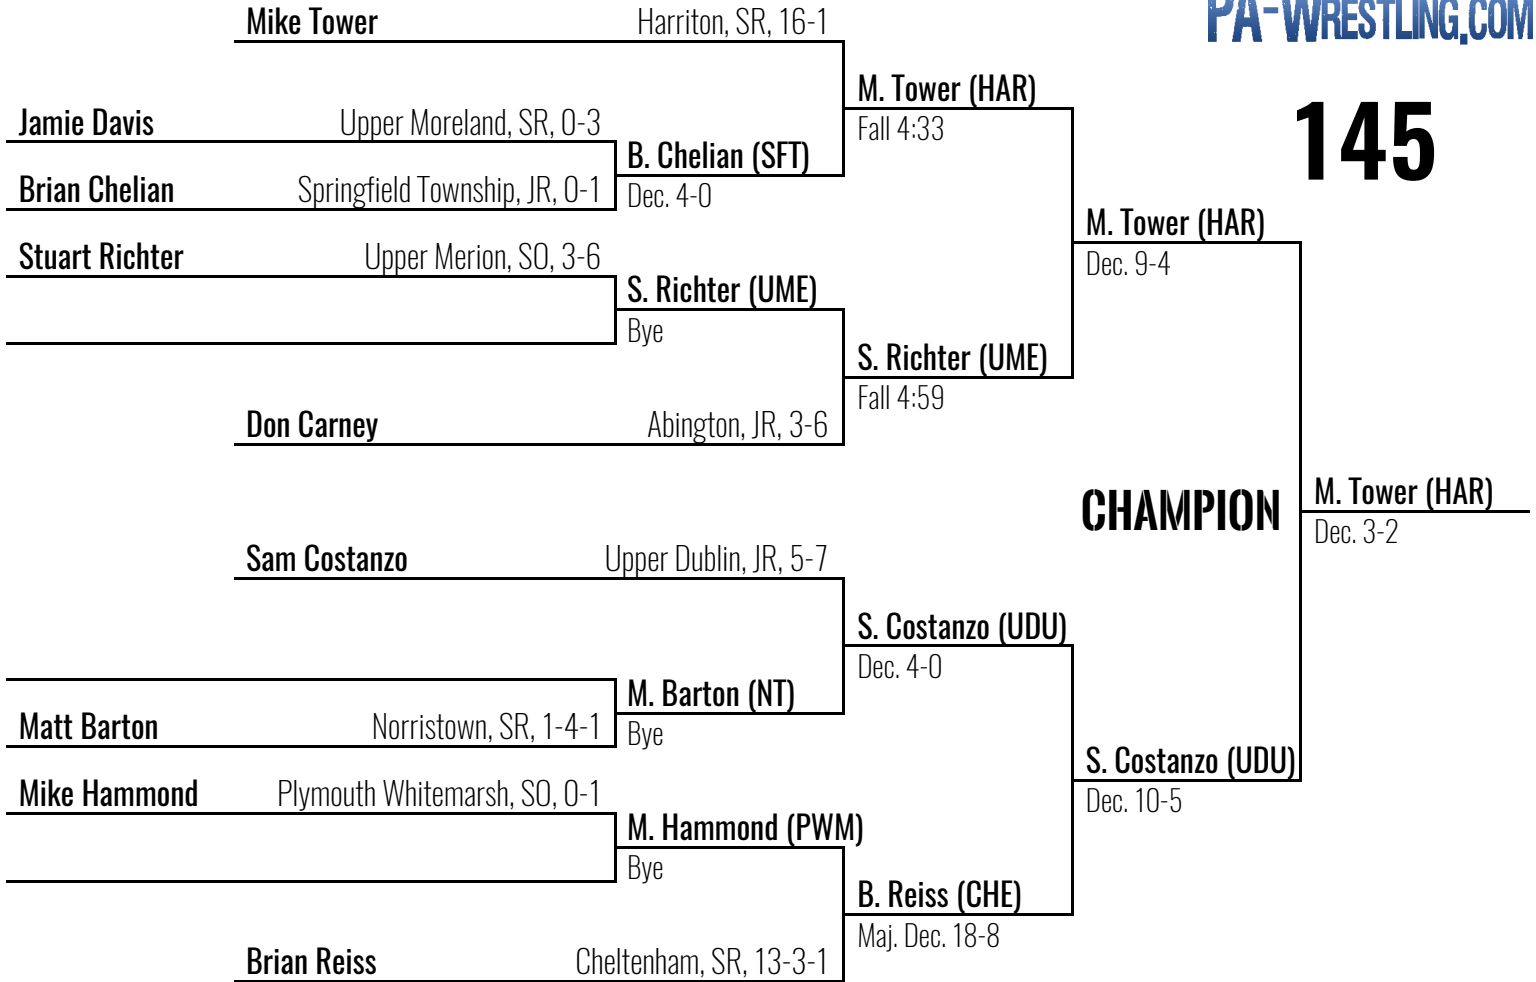 PA-WRESTLING.COM
145
Mike Tower Harriton, SR, 16-1
Jamie Davis Upper Moreland, SR, 0-3
Brian Chelian Springfield Township, JR, 0-1
Stuart Richter Upper Merion, SO, 3-6
Don Carney Abington, JR, 3-6
Sam Costanzo Upper Dublin, JR, 5-7
Matt Barton Norristown, SR, 1-4-1
Mike Hammond Plymouth Whitemarsh, SO, 0-1
Brian Reiss Cheltenham, SR, 13-3-1
B. Chelian (SFT)
Dec. 4-0
S. Richter (UME)
Bye
M. Barton (NT)
Bye
M. Hammond (PWM)
Bye
M. Tower (HAR)
Fall 4:33
S. Richter (UME)
Fall 4:59
S. Costanzo (UDU)
Dec. 4-0
B. Reiss (CHE)
Maj. Dec. 18-8
M. Tower (HAR)
Dec. 9-4
S. Costanzo (UDU)
Dec. 10-5
CHAMPION
M. Tower (HAR)
Dec. 3-2